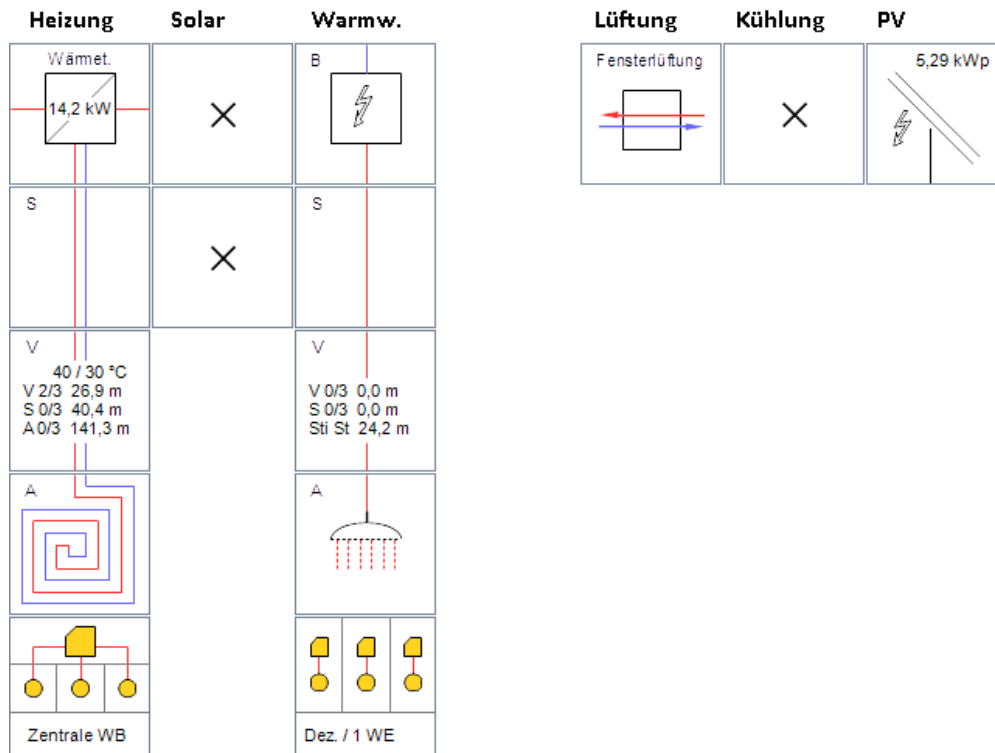 Heizung Solar Warmw. Lüftung Kühlung PV
Wärmet.
14,2 kW
B
Fensterlüftung
5,29 kWp
S
S
V
40 / 30 °C
V 2/3 26,9 m
S 0/3 40,4 m
A 0/3 141,3 m
V
V 0/3 0,0 m
S 0/3 0,0 m
Sti St 24,2 m
A
A
Zentrale WB
Dez. / 1 WE